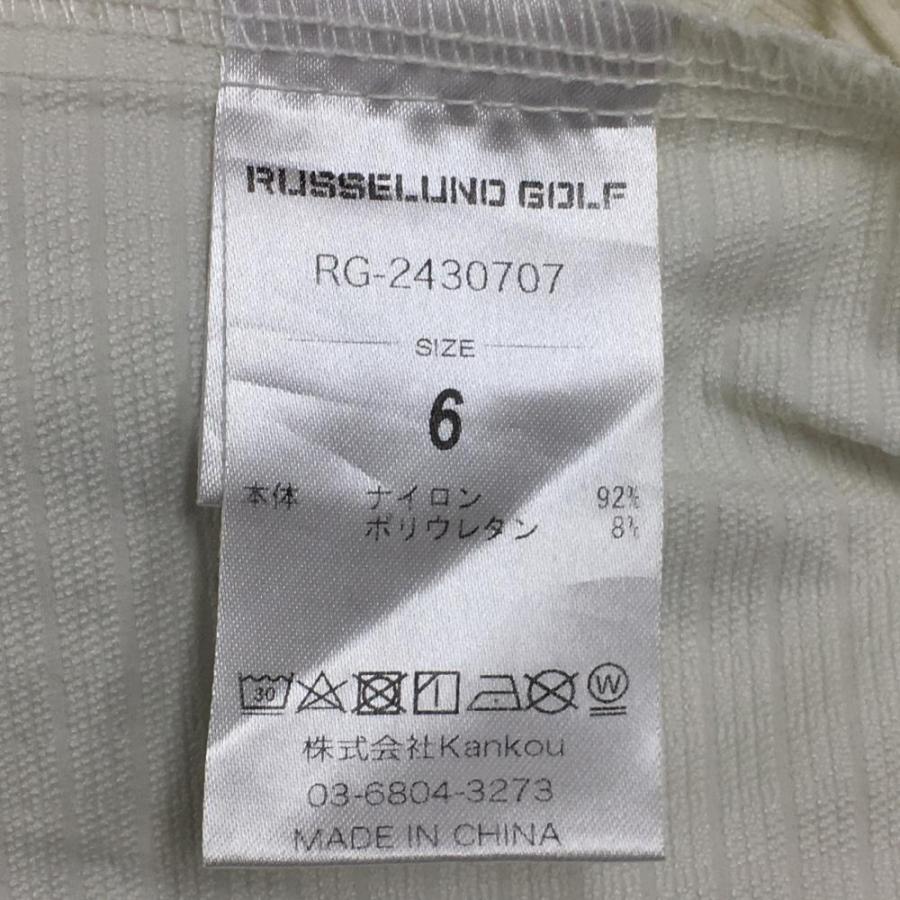 RUSSELUNO GOLF
RG-2430707
SIZE
6
本体 ナイロン 92%
ポリウレタン 8%
30 W
株式会社Kankou
03-6804-3273
MADE IN CHINA